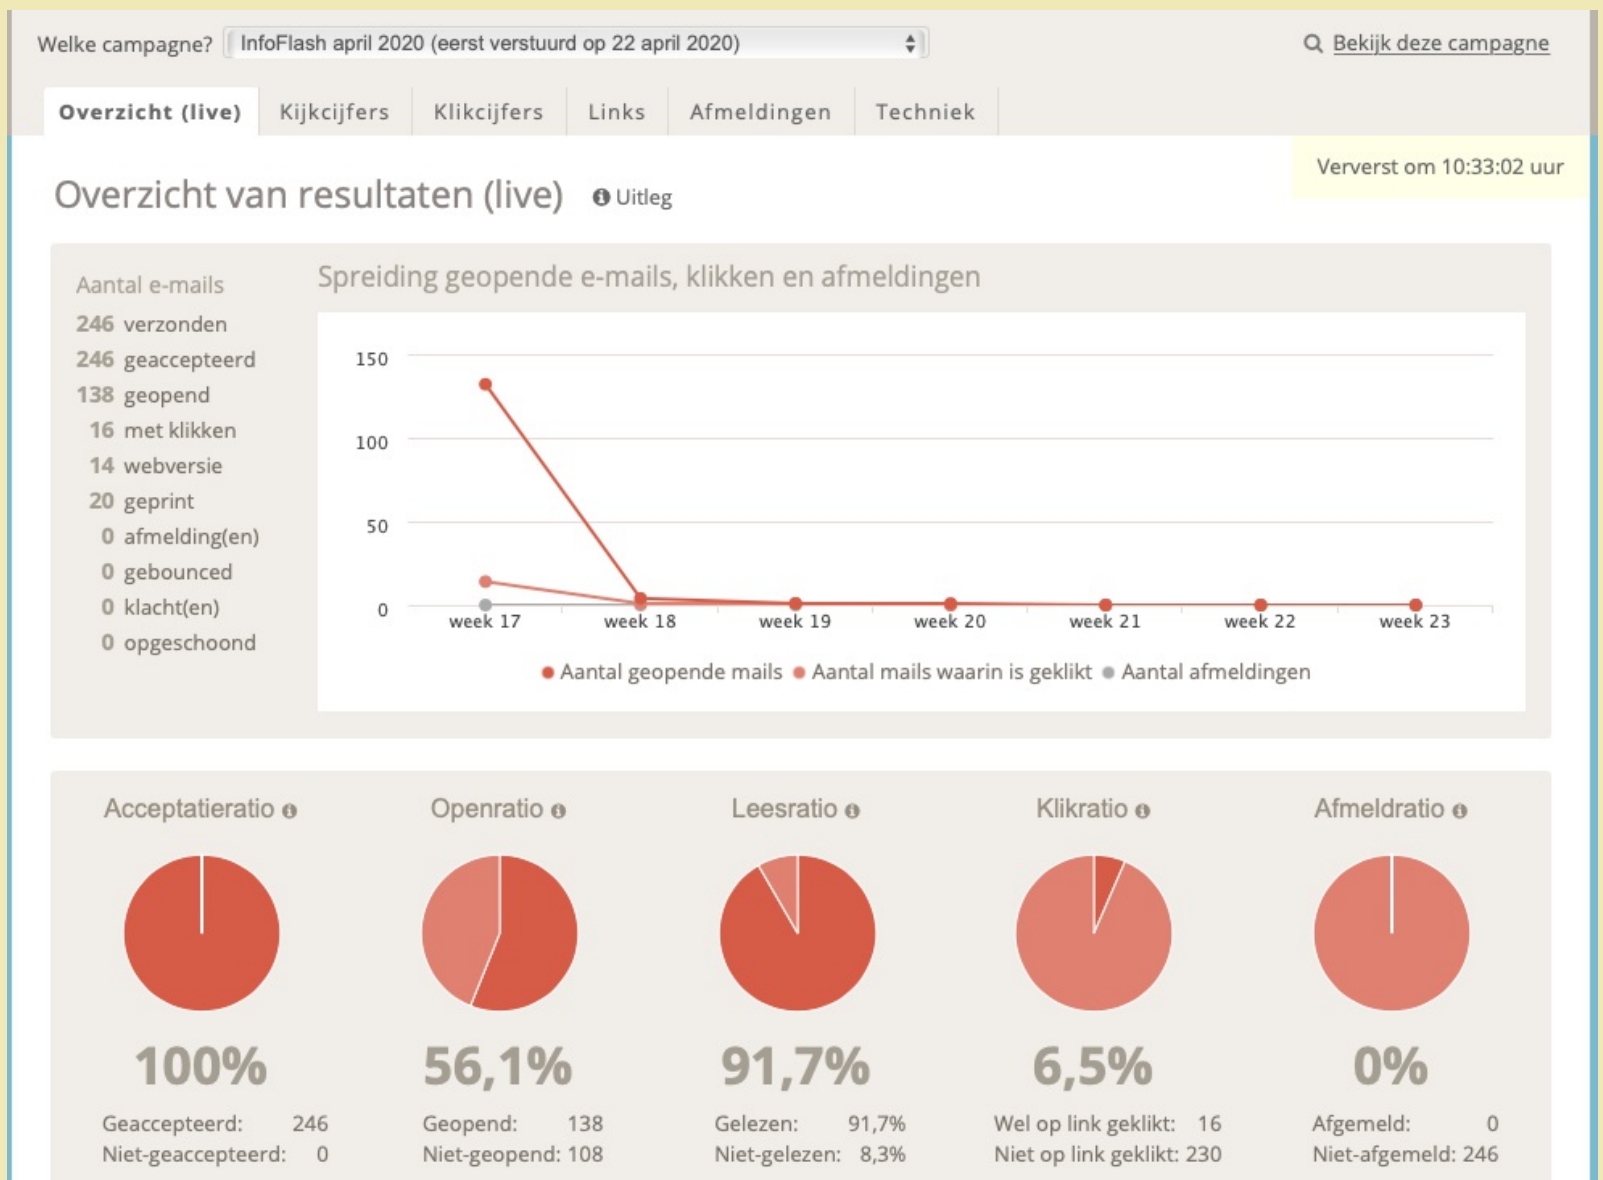 Welke campagne? InfoFlash april 2020 (eerst verstuurd op 22 april 2020) Bekijk deze campagne
Overzicht (live) Kijkcijfers Klikcijfers Links Afmeldingen Techniek
Ververst om 10:33:02 uur
Overzicht van resultaten (live) Uitleg
Aantal e-mails
246 verzonden
246 geaccepteerd
138 geopend
16 met klikken
14 webversie
20 geprint
0 afmelding(en)
0 gebounced
0 klacht(en)
0 opgeschoond
Spreiding geopende e-mails, klikken en afmeldingen
150
100
50
0
week 17 week 18 week 19 week 20 week 21 week 22 week 23
Aantal geopende mails Aantal mails waarin is geklikt Aantal afmeldingen
Acceptatieratio Openratio Leesratio Klikratio Afmeldratio
100% 56,1% 91,7% 6,5% 0%
Geaccepteerd: 246 Geopend: 138 Gelezen: 91,7% Wel op link geklikt: 16 Afgemeld: 0
Niet-geaccepteerd: 0 Niet-geopend: 108 Niet-gelezen: 8,3% Niet op link geklikt: 230 Niet-afgemeld: 246